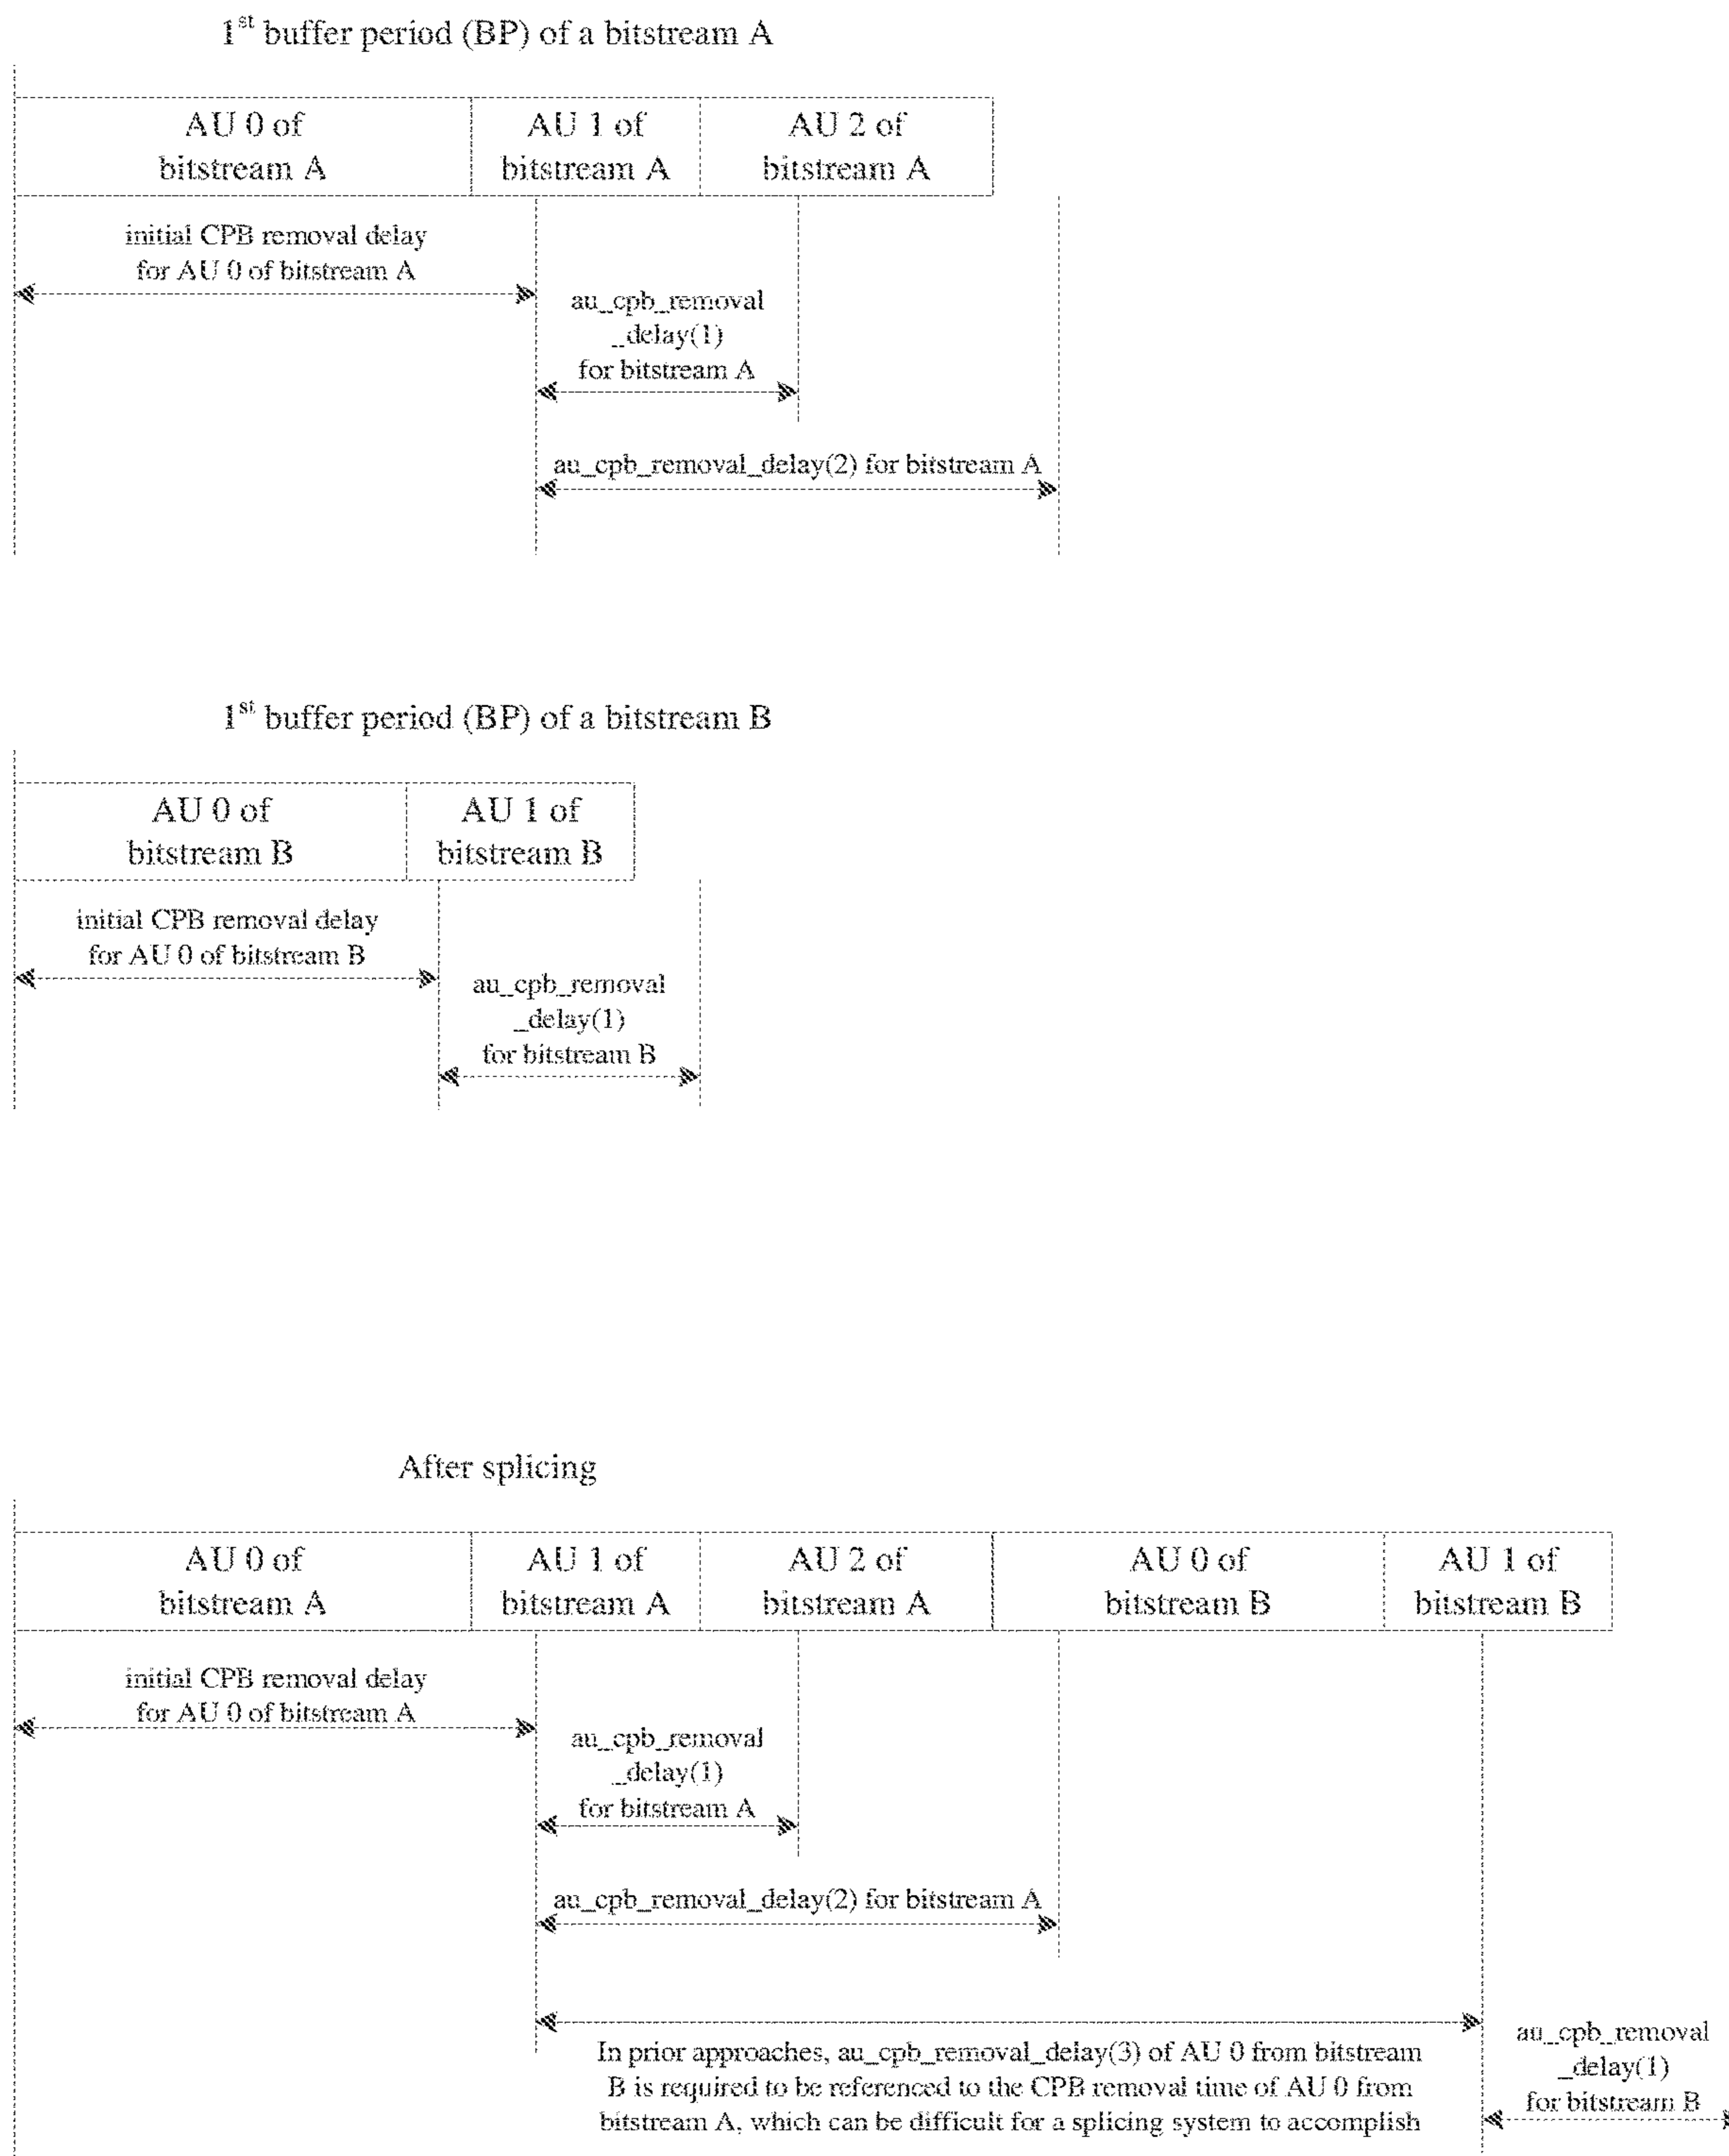 1st buffer period (BP) of a bitstream A
AU 0 of
bitstream A
AU 1 of
bitstream A
AU 2 of
bitstream A
initial CPB removal delay
for AU 0 of bitstream A
au_cpb_removal
_delay(1)
for bitstream A
au_cpb_removal_delay(2) for bitstream A
1st buffer period (BP) of a bitstream B
AU 0 of
bitstream B
AU 1 of
bitstream B
initial CPB removal delay
for AU 0 of bitstream B
au_cpb_removal
_delay(1)
for bitstream B
After splicing
AU 0 of
bitstream A
AU 1 of
bitstream A
AU 2 of
bitstream A
AU 0 of
bitstream B
AU 1 of
bitstream B
initial CPB removal delay
for AU 0 of bitstream A
au_cpb_removal
_delay(1)
for bitstream A
au_cpb_removal_delay(2) for bitstream A
In prior approaches, au_cpb_removal_delay(3) of AU 0 from bitstream
B is required to be referenced to the CPB removal time of AU 0 from
bitstream A, which can be difficult for a splicing system to accomplish
au_cpb_removal
_delay(1)
for bitstream B